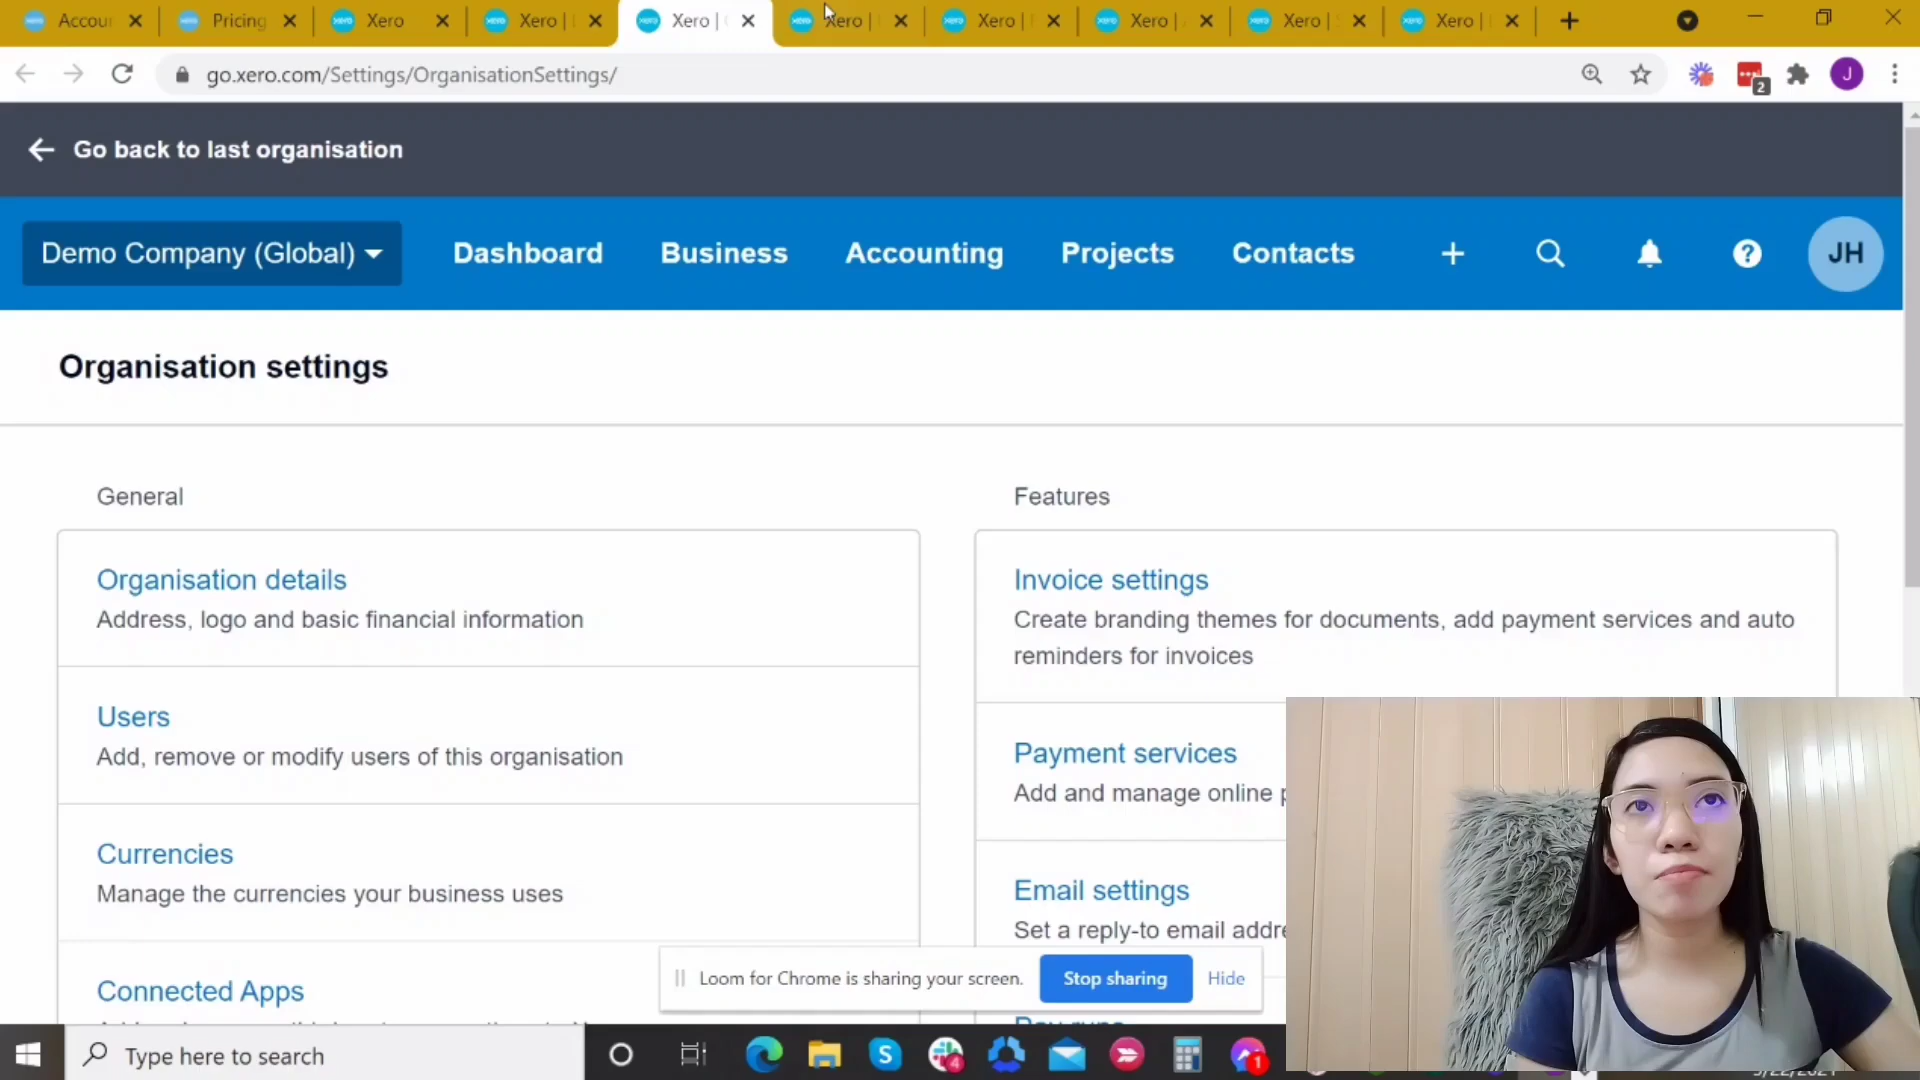 Accou
Pricing
Xero
Xero |
Xero |
Xero |
Xero |
Xero |
Xero |
Xero |
go.xero.com/Settings/OrganisationSettings/
2
J
Go back to last organisation
Demo Company (Global)
Dashboard
Business
Accounting
Projects
Contacts
JH
Organisation settings
General
Organisation details
Address, logo and basic financial information
Users
Add, remove or modify users of this organisation
Currencies
Manage the currencies your business uses
Connected Apps
Features
Invoice settings
Create branding themes for documents, add payment services and auto
reminders for invoices
Payment services
Add and manage online
Email settings
Set a reply-to email addre
Loom for Chrome is sharing your screen.
Stop sharing
Hide
Type here to search
4
1